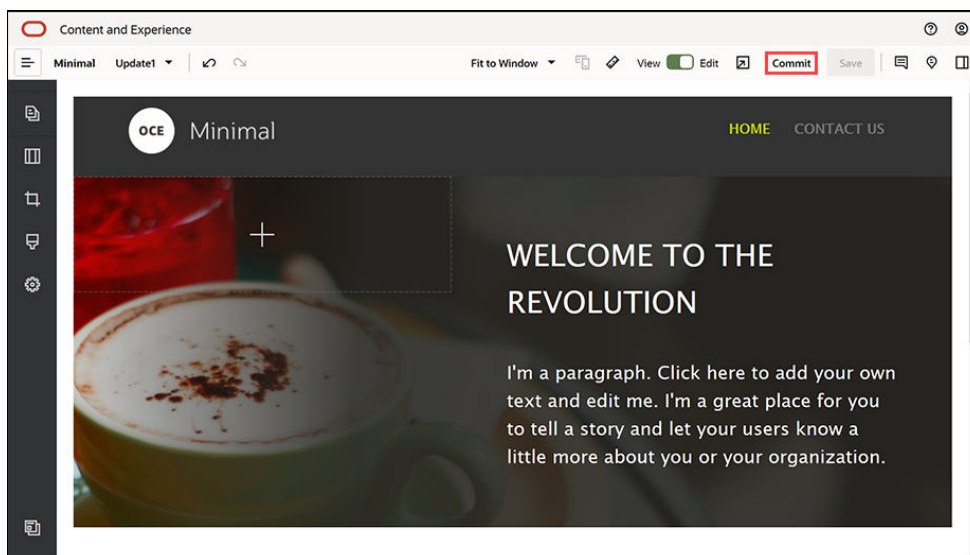 Content and Experience
Minimal Update1 Fit to Window View Edit Commit Save
OCE Minimal HOME CONTACT US
WELCOME TO THE
REVOLUTION
I'm a paragraph. Click here to add your own
text and edit me. I'm a great place for you
to tell a story and let your users know a
little more about you or your organization.